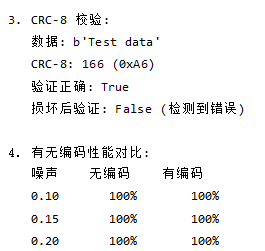 3. CRC-8 校验:
数据: b'Test data'
CRC-8: 166 (0xA6)
验证正确: True
损坏后验证: False (检测到错误)
4. 有无编码性能对比:
噪声 无编码 有编码
0.10 100% 100%
0.15 100% 100%
0.20 100% 100%